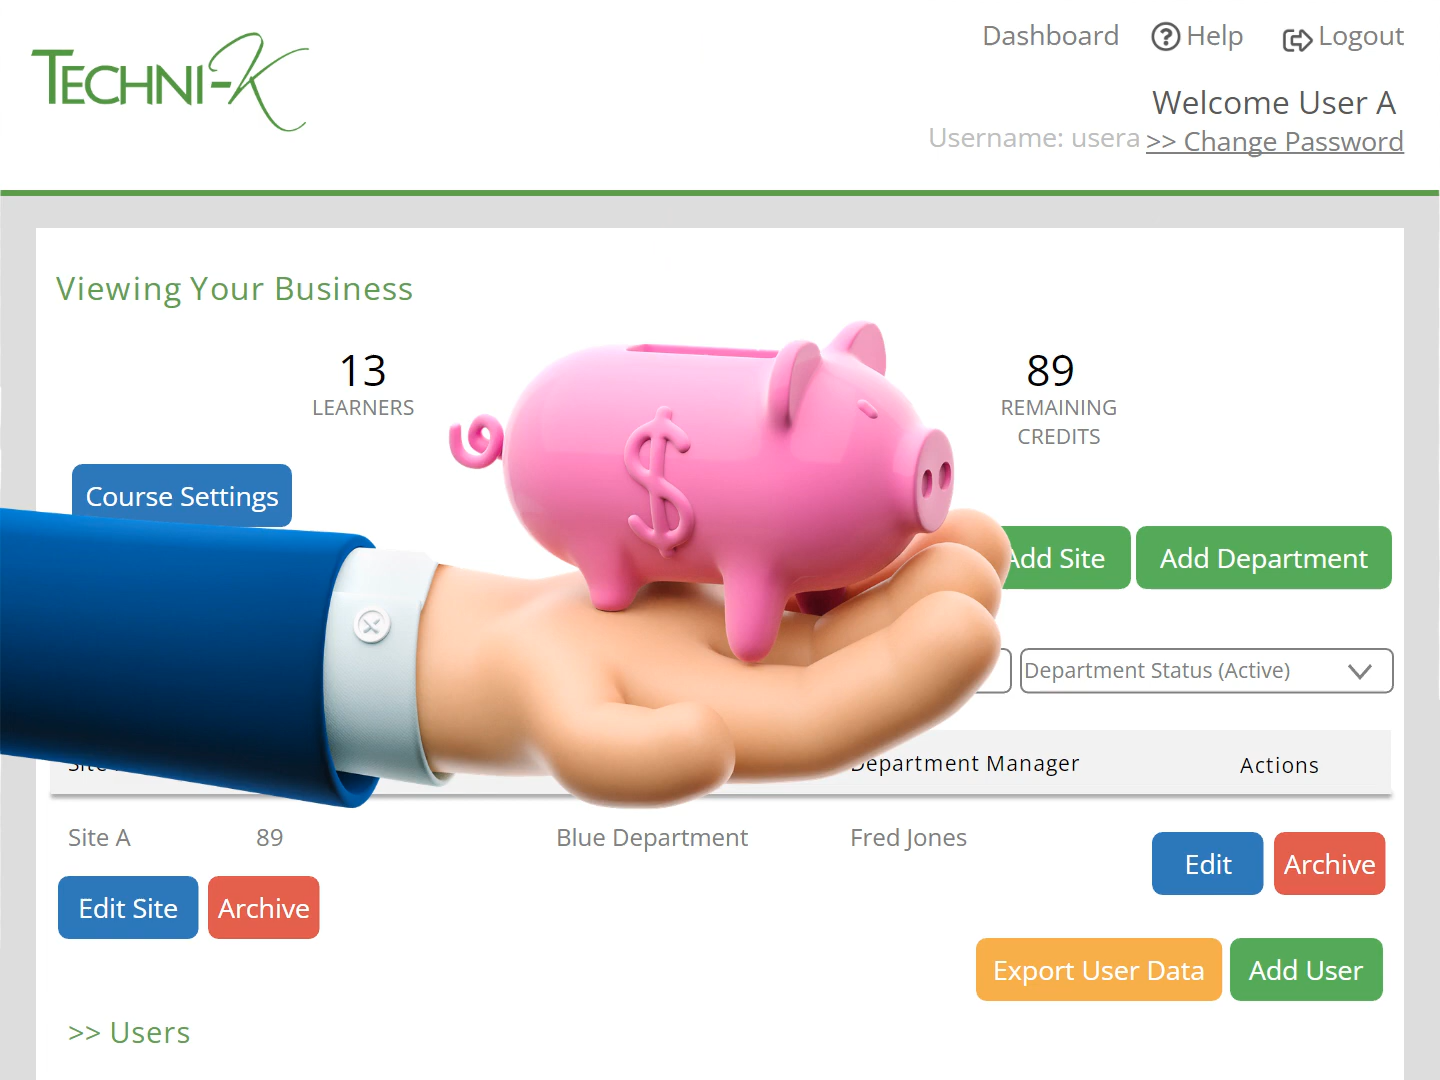 TECHNI-K
Dashboard
Help
Logout
Welcome User A
Username: usera >> Change Password
Viewing Your Business
13
LEARNERS
89
REMAINING
CREDITS
Course Settings
$
Add Site
Add Department
Department Status (Active)
Department Manager
Actions
Site A
89
Blue Department
Fred Jones
Edit
Archive
Edit Site
Archive
Export User Data
Add User
>> Users